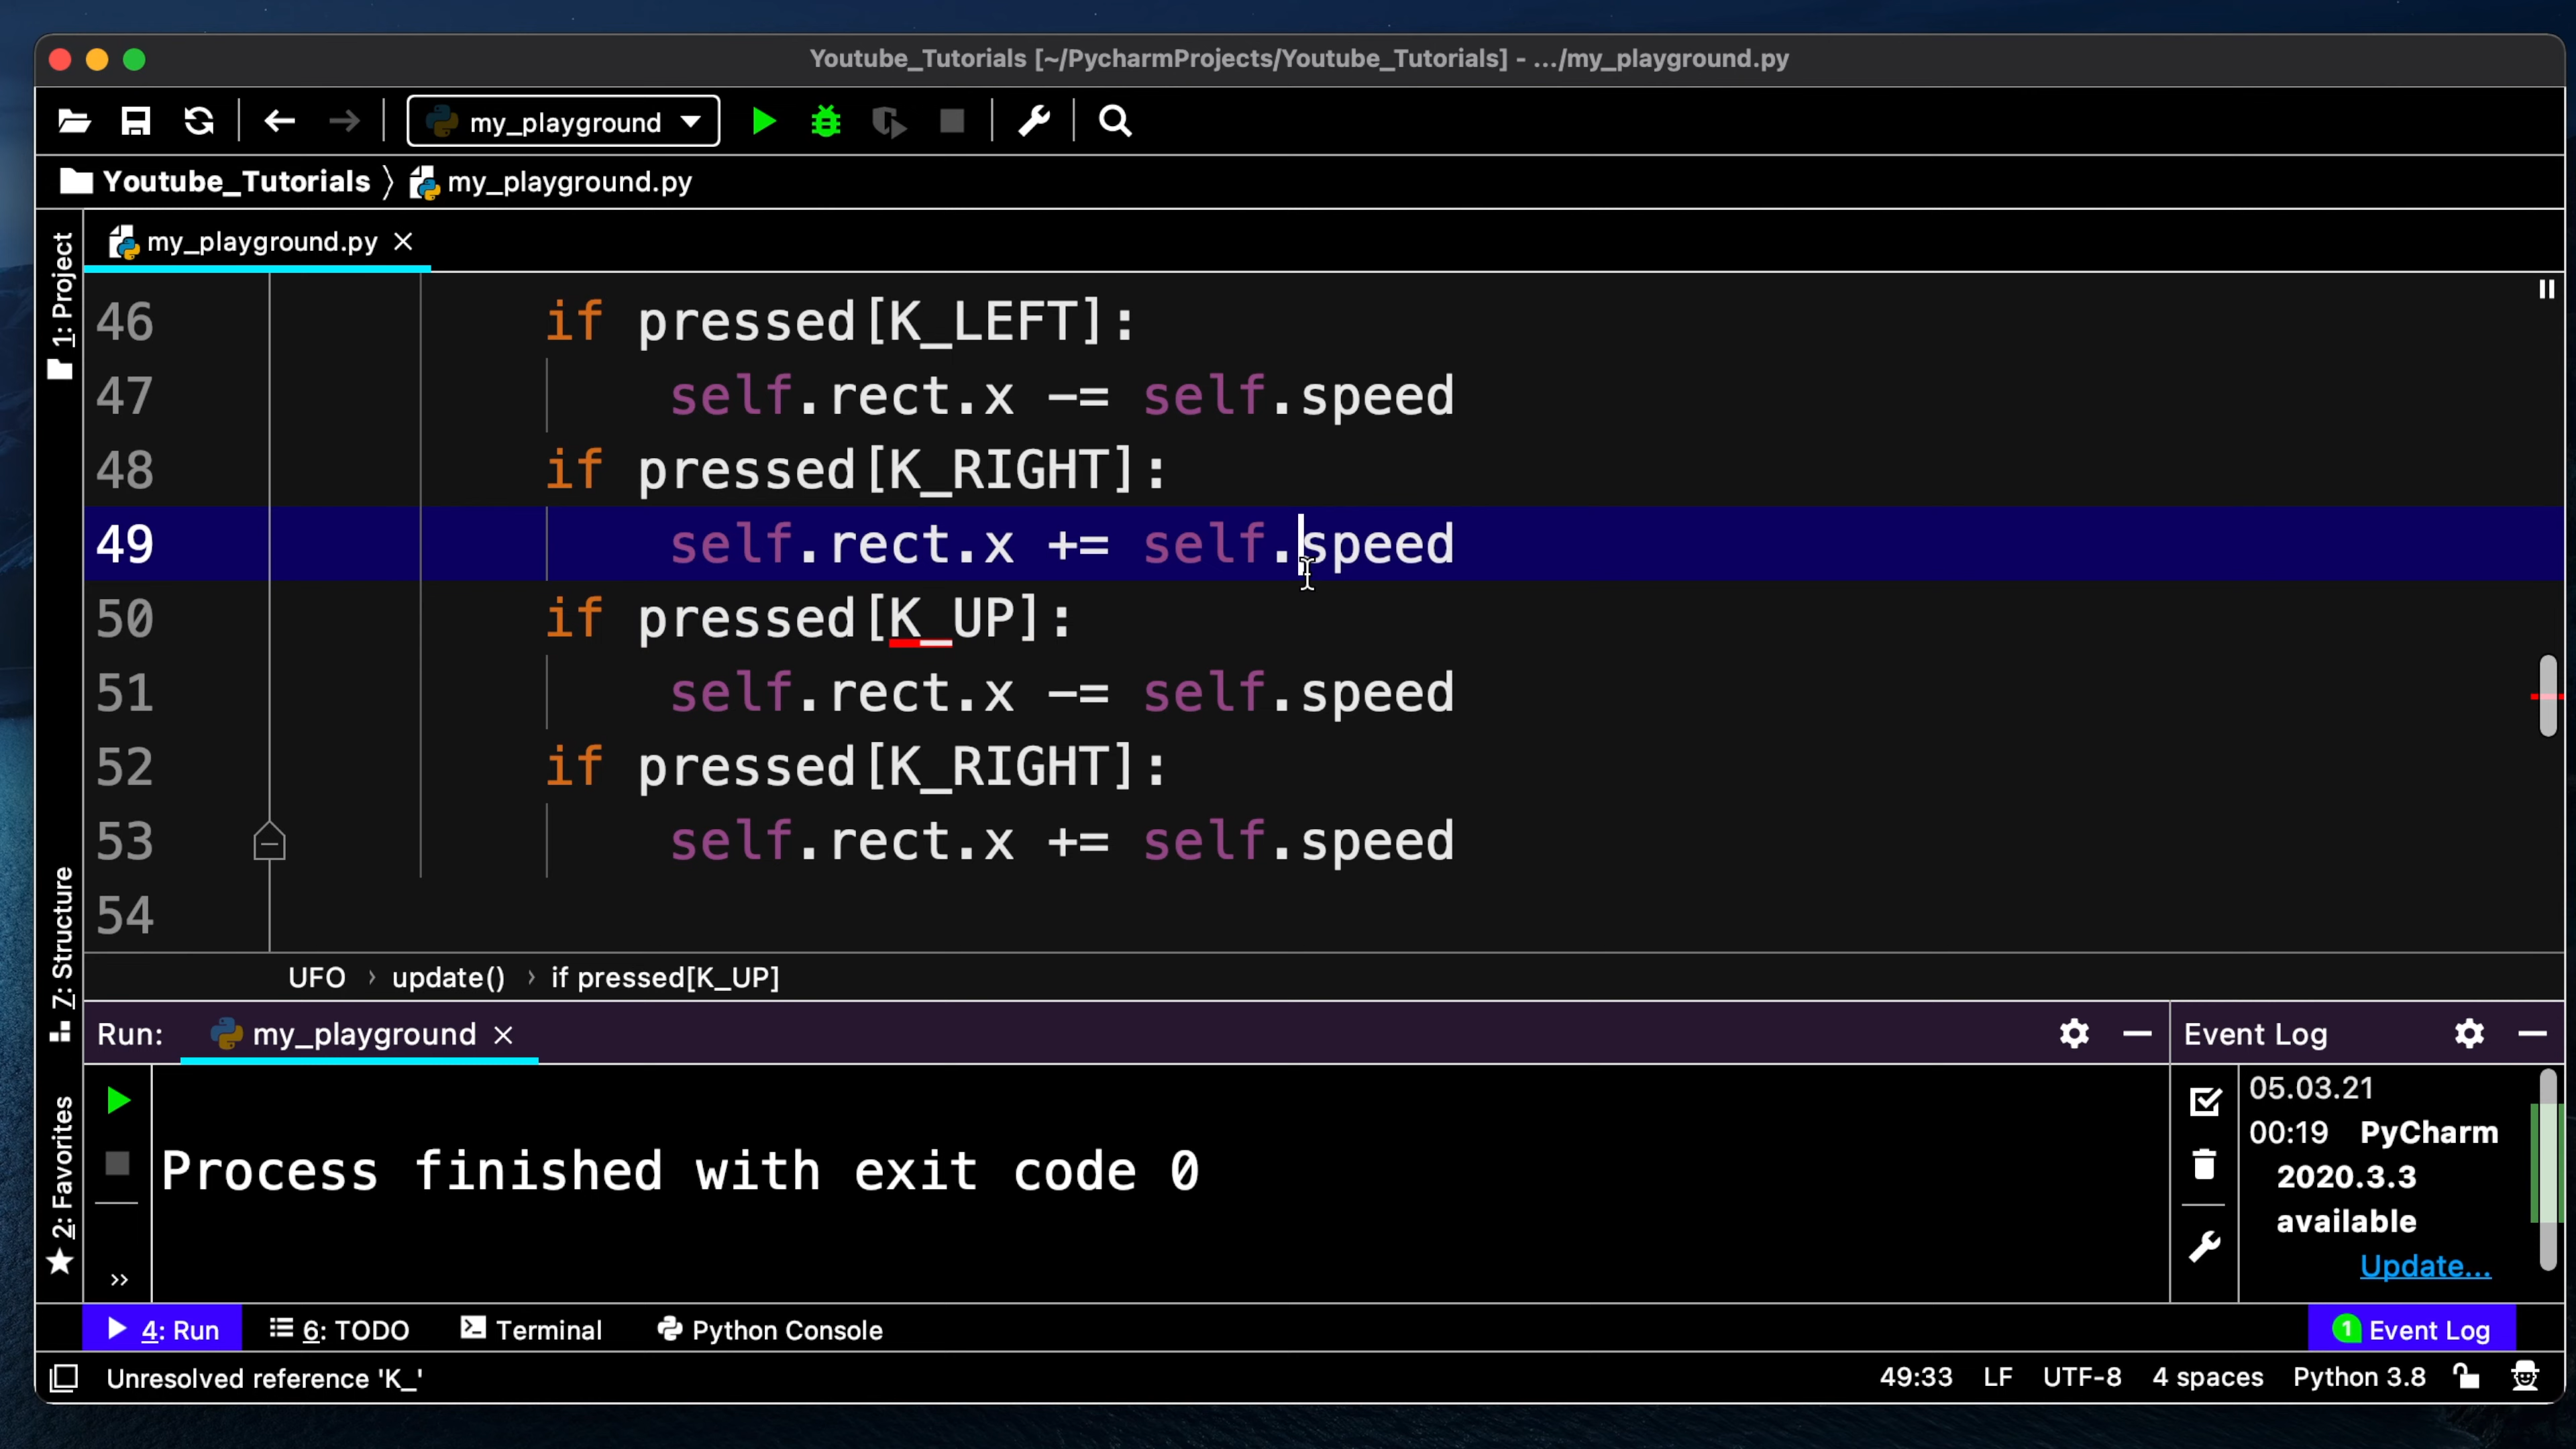 Youtube_Tutorials [~/PycharmProjects/Youtube_Tutorials] - .../my_playground.py
my_playground
Youtube_Tutorials my_playground.py
my_playground.py
1: Project
46 if pressed[K_LEFT]:
47 self.rect.x -= self.speed
48 if pressed[K_RIGHT]:
49 self.rect.x += self.speed
50 if pressed[K_UP]:
51 self.rect.x -= self.speed
52 if pressed[K_RIGHT]:
53 self.rect.x += self.speed
54
7: Structure
UFO › update() › if pressed[K_UP]
Run: my_playground
Event Log
2: Favorites
Process finished with exit code 0
05.03.21
00:19 PyCharm
2020.3.3
available
Update...
4: Run 6: TODO Terminal Python Console 1 Event Log
Unresolved reference 'K_' 49:33 LF UTF-8 4 spaces Python 3.8